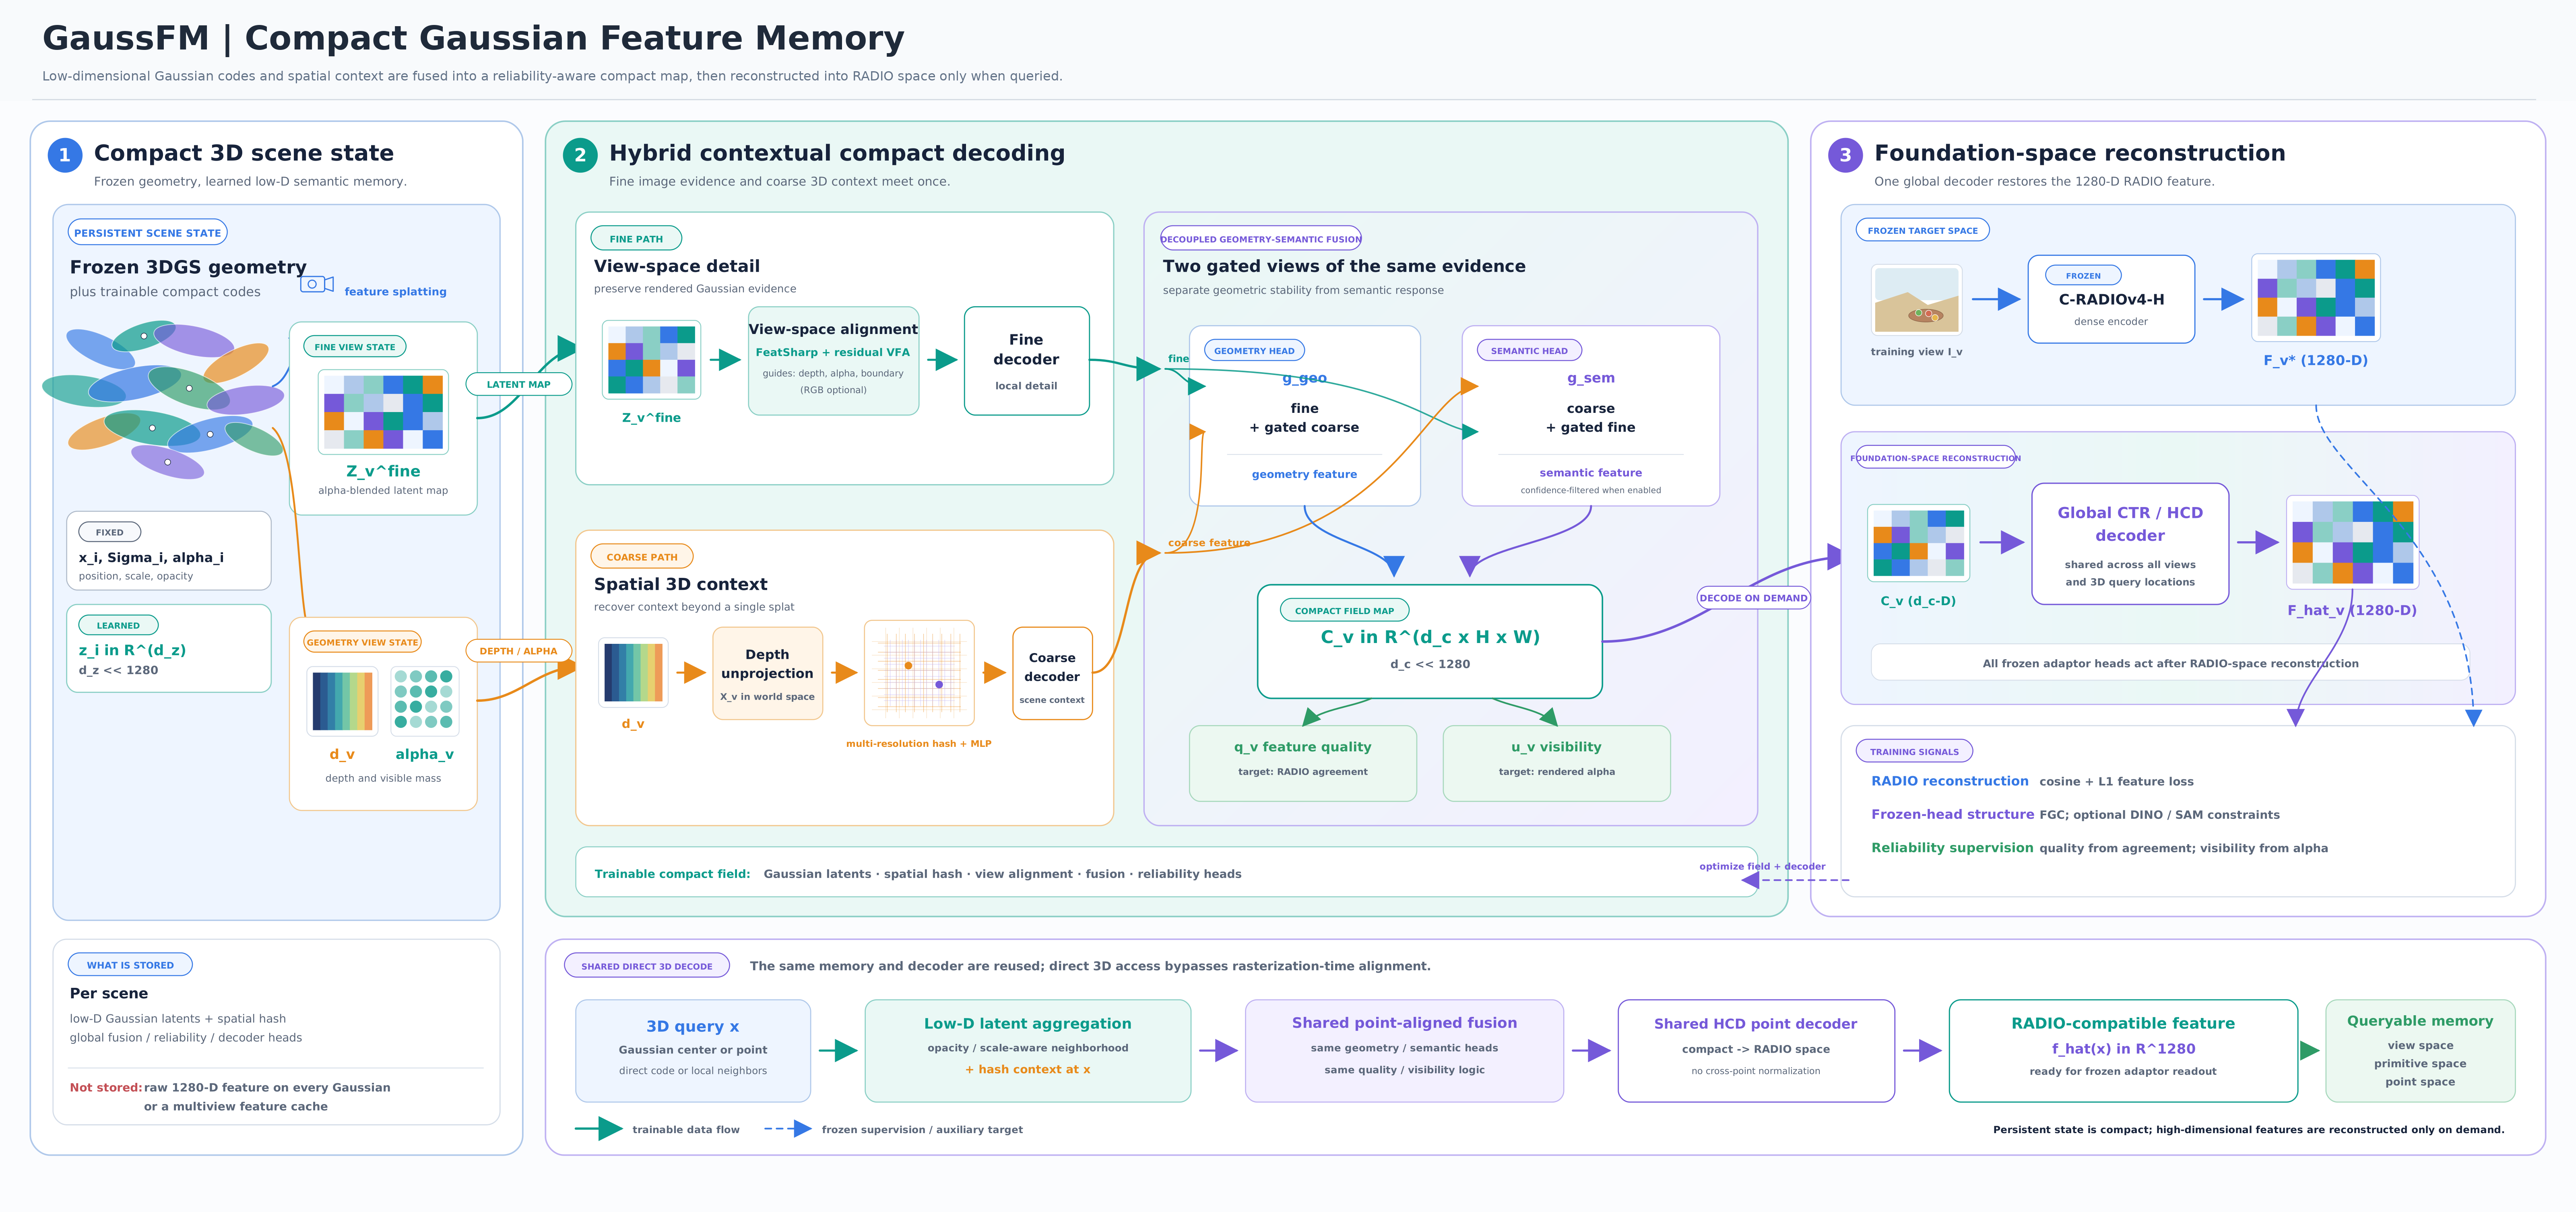 GaussFM | Compact Gaussian Feature Memory
Low-dimensional Gaussian codes and spatial context are fused into a reliability-aware compact map, then reconstructed into RADIO space only when queried.
1
Compact 3D scene state
Frozen geometry, learned low-D semantic memory.
PERSISTENT SCENE STATE
Frozen 3DGS geometry
plus trainable compact codes
feature splatting
FINE VIEW STATE
Z_v^fine
alpha-blended latent map
FIXED
x_i, Sigma_i, alpha_i
position, scale, opacity
LEARNED
z_i in R^(d_z)
d_z << 1280
GEOMETRY VIEW STATE
d_v
alpha_v
depth and visible mass
LATENT MAP
DEPTH / ALPHA
WHAT IS STORED
Per scene
low-D Gaussian latents + spatial hash
global fusion / reliability / decoder heads
Not stored: raw 1280-D feature on every Gaussian
or a multiview feature cache
2
Hybrid contextual compact decoding
Fine image evidence and coarse 3D context meet once.
FINE PATH
View-space detail
preserve rendered Gaussian evidence
Z_v^fine
View-space alignment
FeatSharp + residual VFA
guides: depth, alpha, boundary
(RGB optional)
Fine
decoder
local detail
COARSE PATH
Spatial 3D context
recover context beyond a single splat
d_v
Depth
unprojection
X_v in world space
multi-resolution hash + MLP
Coarse
decoder
scene context
DECOUPLED GEOMETRY-SEMANTIC FUSION
Two gated views of the same evidence
separate geometric stability from semantic response
fine
coarse feature
GEOMETRY HEAD
g_geo
fine
+ gated coarse
geometry feature
SEMANTIC HEAD
g_sem
coarse
+ gated fine
semantic feature
confidence-filtered when enabled
COMPACT FIELD MAP
C_v in R^(d_c x H x W)
d_c << 1280
q_v feature quality
target: RADIO agreement
u_v visibility
target: rendered alpha
Trainable compact field: Gaussian latents · spatial hash · view alignment · fusion · reliability heads
DECODE ON DEMAND
optimize field + decoder
3
Foundation-space reconstruction
One global decoder restores the 1280-D RADIO feature.
FROZEN TARGET SPACE
training view I_v
FROZEN
C-RADIOv4-H
dense encoder
F_v* (1280-D)
FOUNDATION-SPACE RECONSTRUCTION
C_v (d_c-D)
Global CTR / HCD
decoder
shared across all views
and 3D query locations
F_hat_v (1280-D)
All frozen adaptor heads act after RADIO-space reconstruction
TRAINING SIGNALS
RADIO reconstruction cosine + L1 feature loss
Frozen-head structure FGC; optional DINO / SAM constraints
Reliability supervision quality from agreement; visibility from alpha
SHARED DIRECT 3D DECODE
The same memory and decoder are reused; direct 3D access bypasses rasterization-time alignment.
3D query x
Gaussian center or point
direct code or local neighbors
Low-D latent aggregation
opacity / scale-aware neighborhood
+ hash context at x
Shared point-aligned fusion
same geometry / semantic heads
same quality / visibility logic
Shared HCD point decoder
compact -> RADIO space
no cross-point normalization
RADIO-compatible feature
f_hat(x) in R^1280
ready for frozen adaptor readout
Queryable memory
view space
primitive space
point space
trainable data flow
frozen supervision / auxiliary target
Persistent state is compact; high-dimensional features are reconstructed only on demand.